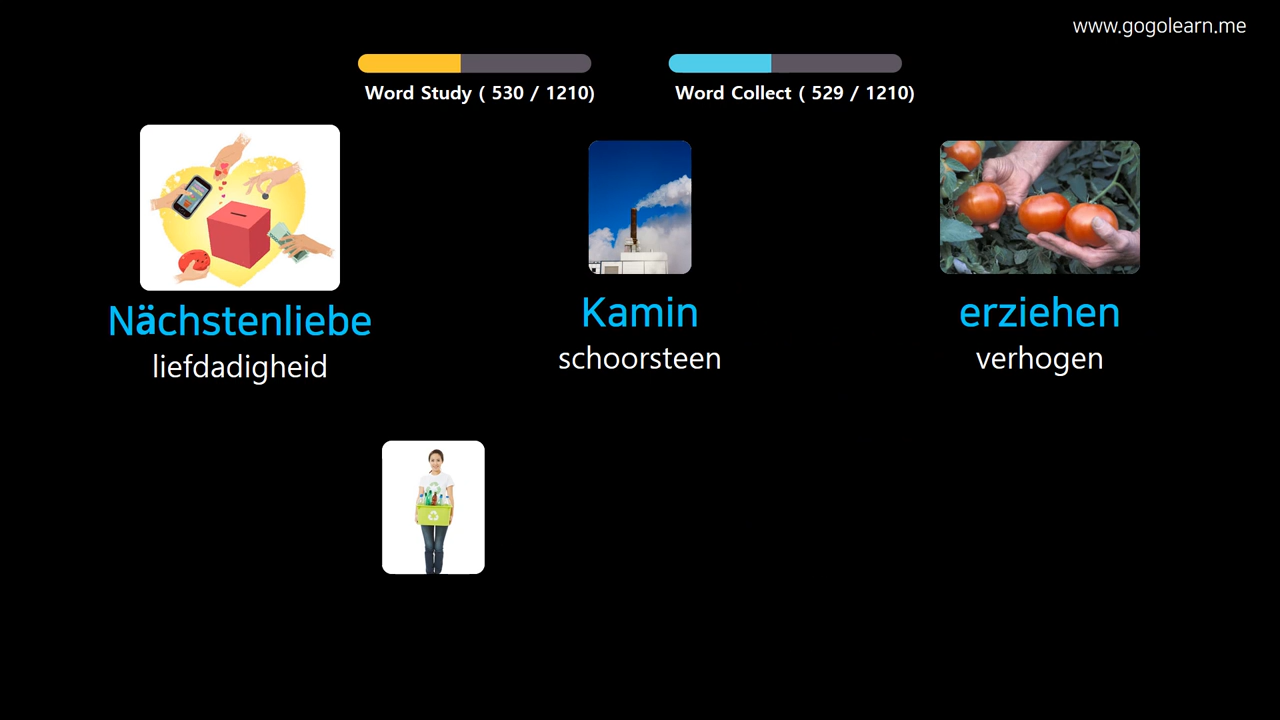 www.gogolearn.me
Word Study ( 530 / 1210)
Word Collect ( 529 / 1210)
Nächstenliebe
liefdadigheid
Kamin
schoorsteen
erziehen
verhogen